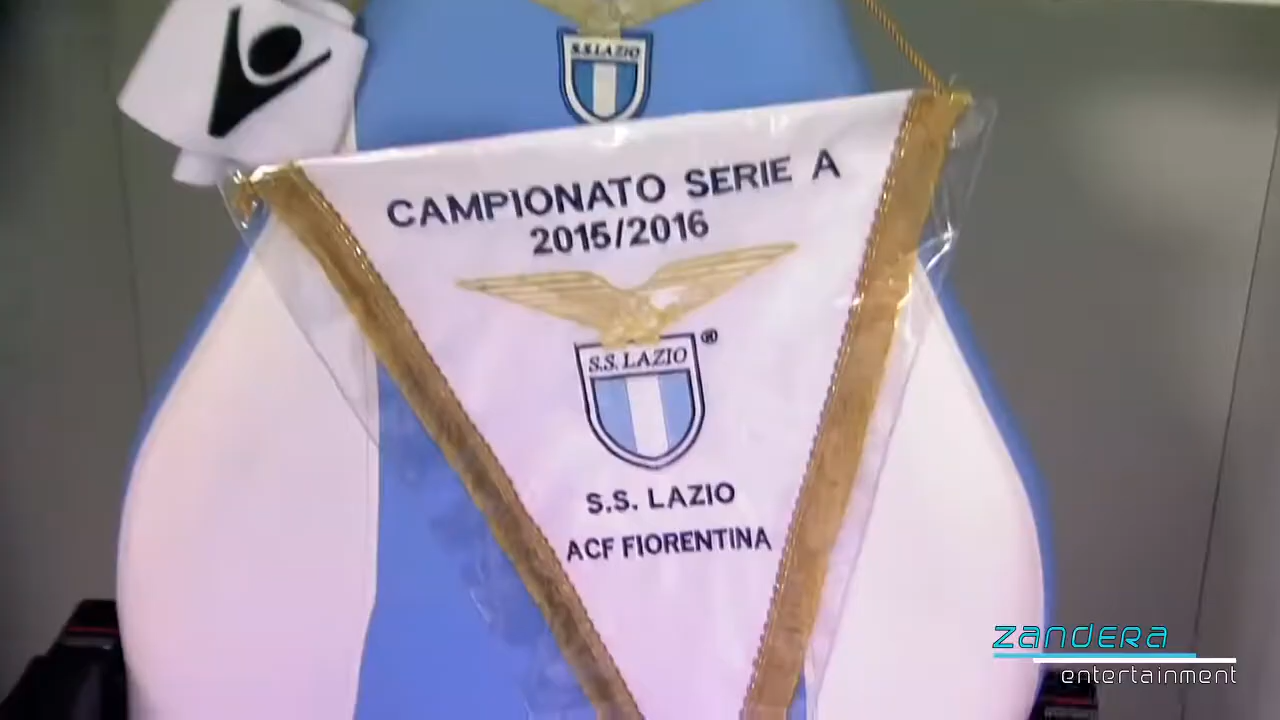 S.S.LAZIO
CAMPIONATO SERIE A
2015/2016
S.S. LAZIO
®
S.S. LAZIO
ACF FIORENTINA
ZANDERA
entertainment